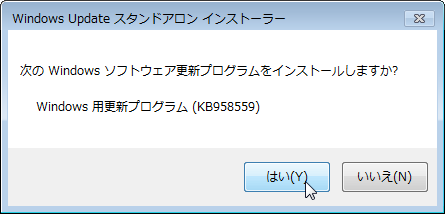 Windows Update スタンドアロン インストーラー
次の Windows ソフトウェア更新プログラムをインストールしますか?
Windows 用更新プログラム (KB958559)
はい(Y)
いいえ(N)